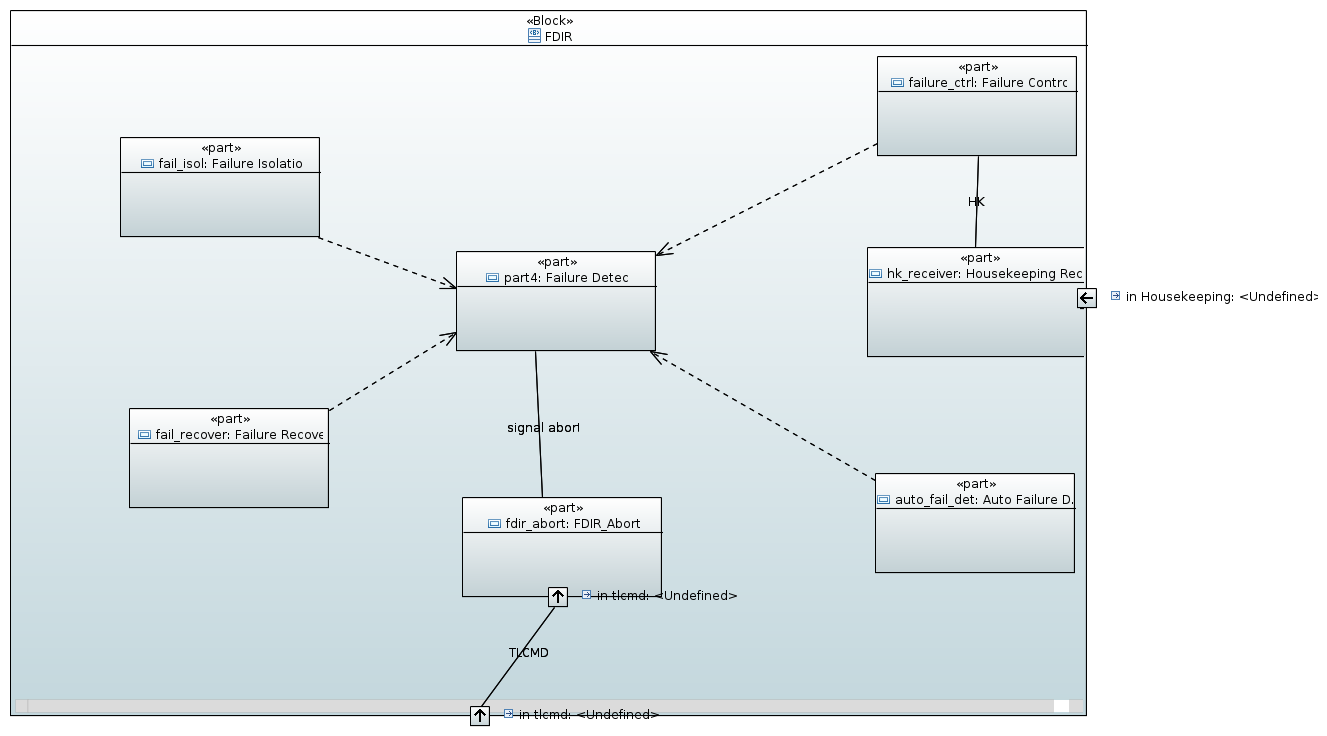 «Block»
FDIR
«part»
failure_ctrl: Failure Contro
«part»
fail_isol: Failure Isolatio
HK
«part»
part4: Failure Detec
«part»
hk_receiver: Housekeeping Rec
in Housekeeping: <Undefined>
«part»
fail_recover: Failure Recove
signal abort
«part»
auto_fail_det: Auto Failure D.
«part»
fdir_abort: FDIR_Abort
in tlcmd: <Undefined>
TLCMD
in tlcmd: <Undefined>